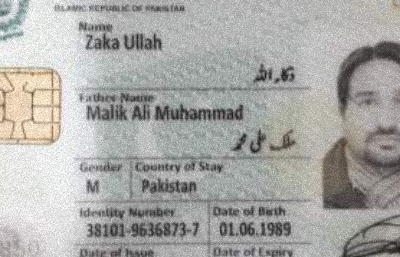 ISLAMIC REPUBLIC OF PAKISTAN
Name
Zaka Ullah
ذکاء اللہ
Father Name
Malik Ali Muhammad
ملک علی محمد
Gender Country of Stay
M Pakistan
Identity Number Date of Birth
38101-9636873-7 01.06.1989
Date of Issue Date of Expiry